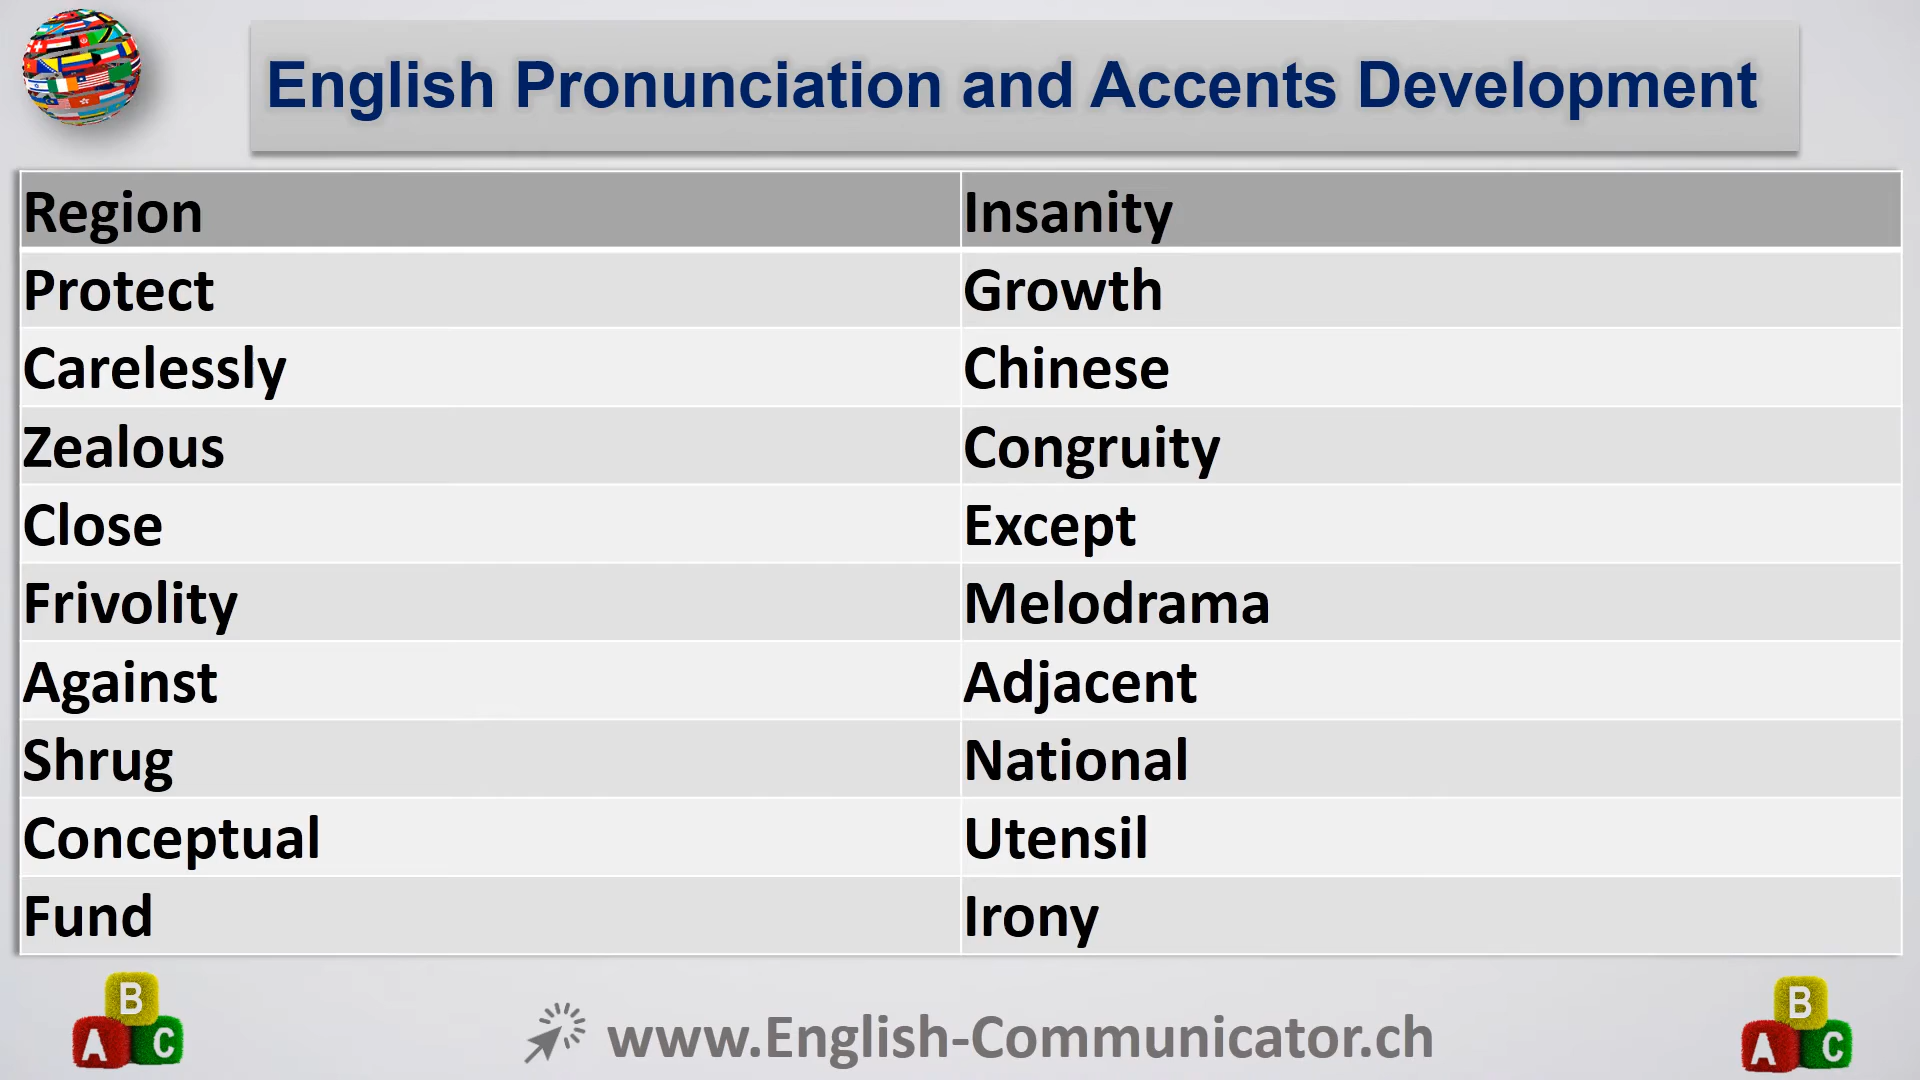 English Pronunciation and Accents Development
Region Insanity
Protect Growth
Carelessly Chinese
Zealous Congruity
Close Except
Frivolity Melodrama
Against Adjacent
Shrug National
Conceptual Utensil
Fund Irony
B
A C
www.English-Communicator.ch
B
A C